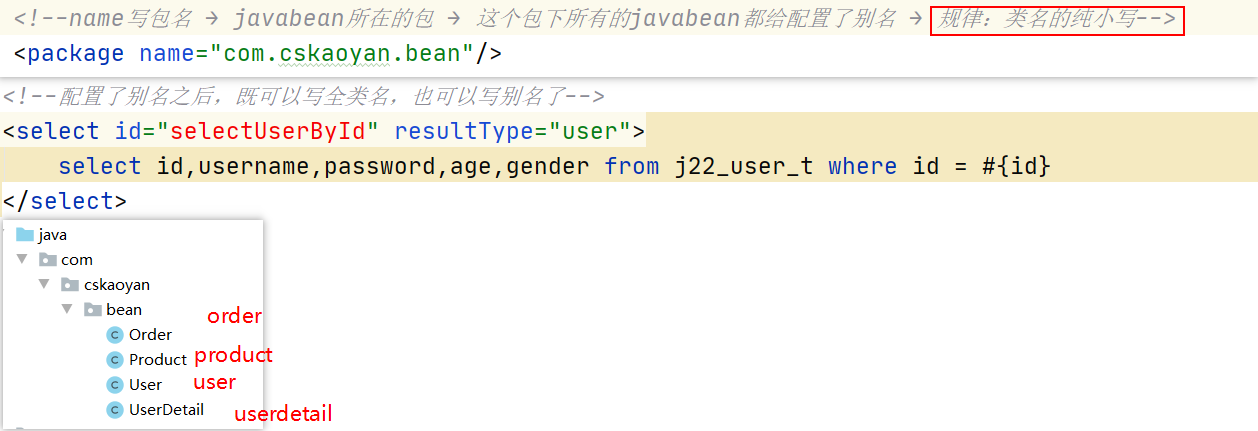 <!--name写包名 → javabean所在的包 → 这个包下所有的javabean都给配置了别名 → 规律：类名的纯小写-->
<package name="com.cskaoyan.bean"/>
<!--配置了别名之后，既可以写全类名，也可以写别名了-->
<select id="selectUserById" resultType="user">
select id,username,password,age,gender from j22_user_t where id = #{id}
</select>
java
com
cskaoyan
bean
order
Order
Product product
User user
UserDetail userdetail